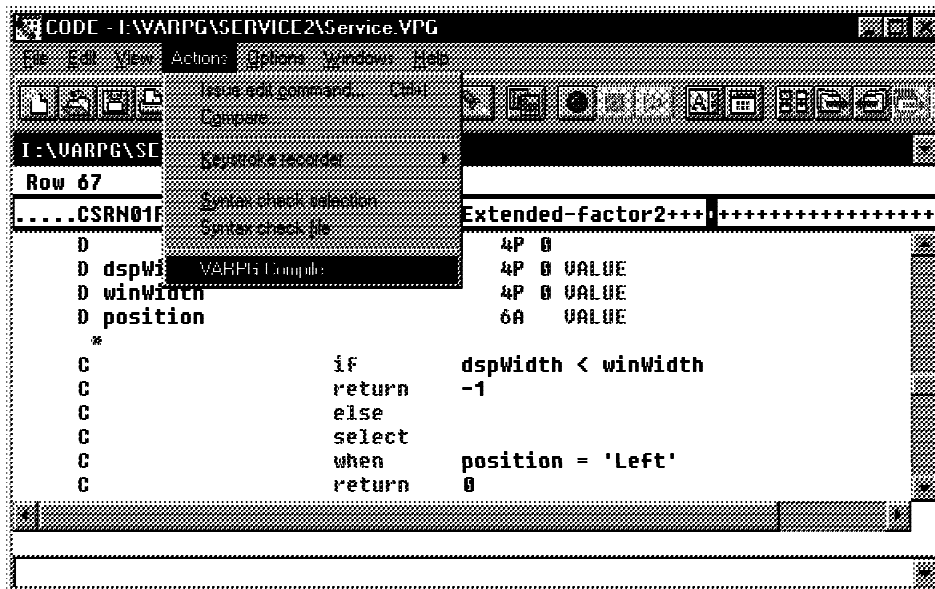 CODE - I:\VARPG\SERVICE2\Service.VPG
File Edit View Actions Options Windows Help
Issue edit command... Ctrl+I
Compare
I:\VARPG\SE
Keystroke recorder
Row 67
Syntax check selection
.....CSRN01F Extended-factor2++++++++++++++++++++
Syntax check file
D 4P 0
D dspWi VARPG Compile 4P 0 VALUE
D winWidth 4P 0 VALUE
D position 6A VALUE
*
C if dspWidth < winWidth
C return -1
C else
C select
C when position = 'Left'
C return 0